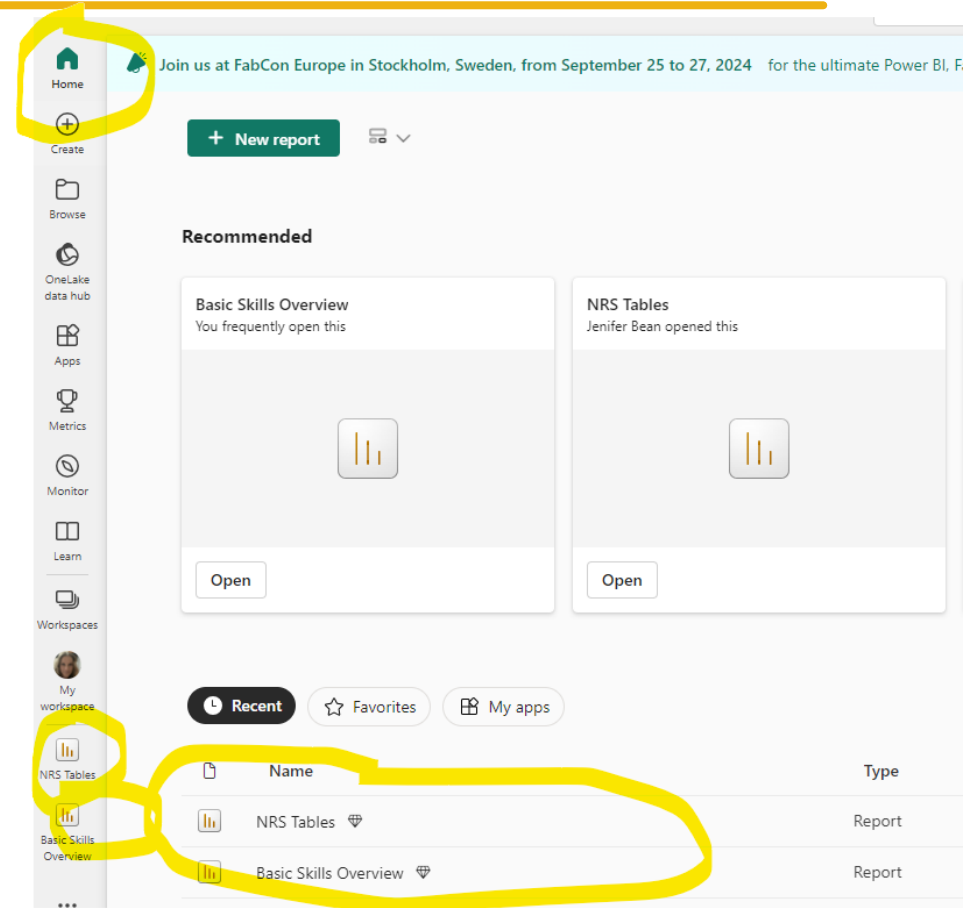 Join us at FabCon Europe in Stockholm, Sweden, from September 25 to 27, 2024 for the ultimate Power BI,
Home
+ New report
Create
Browse
Recommended
OneLake
data hub
Basic Skills Overview
You frequently open this
NRS Tables
Jenifer Bean opened this
Apps
Metrics
Monitor
Learn
Open
Open
Workspaces
My
workspace
Recent
Favorites
My apps
NRS Tables
Name
Type
NRS Tables
Report
Basic Skills
Overview
Basic Skills Overview
Report
...